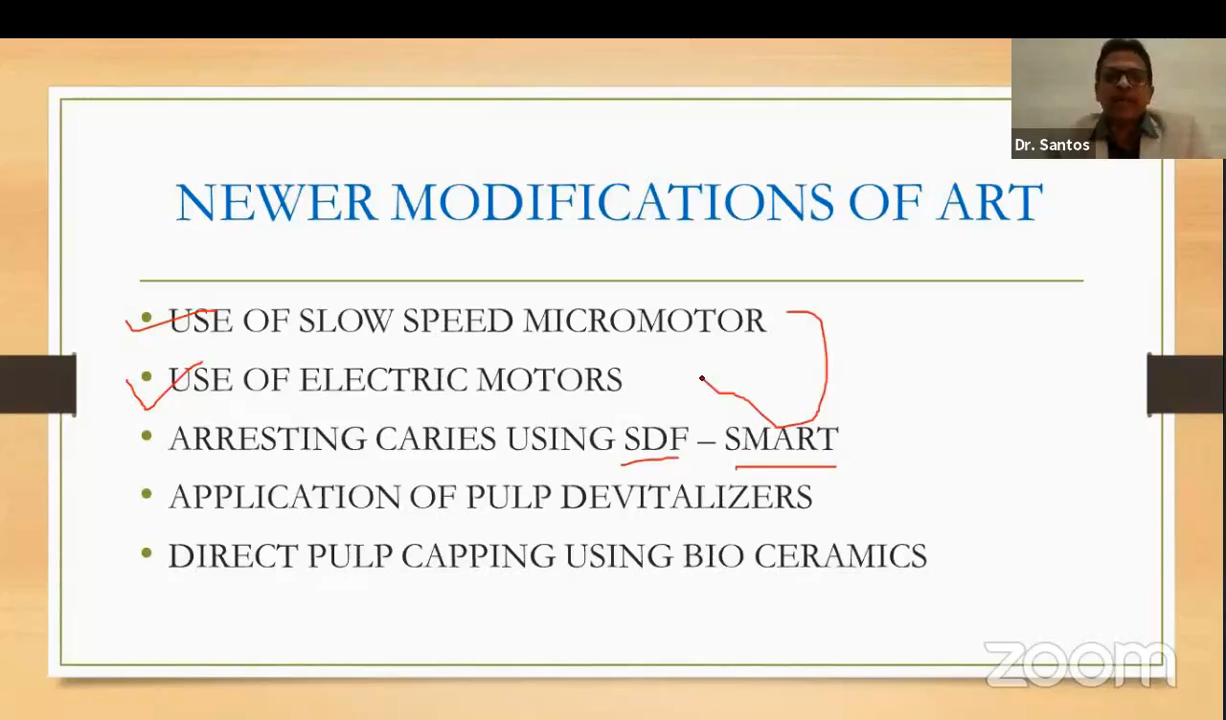 Dr. Santos
NEWER MODIFICATIONS OF ART
• USE OF SLOW SPEED MICROMOTOR
• USE OF ELECTRIC MOTORS
• ARRESTING CARIES USING SDF – SMART
• APPLICATION OF PULP DEVITALIZERS
• DIRECT PULP CAPPING USING BIO CERAMICS
zoom